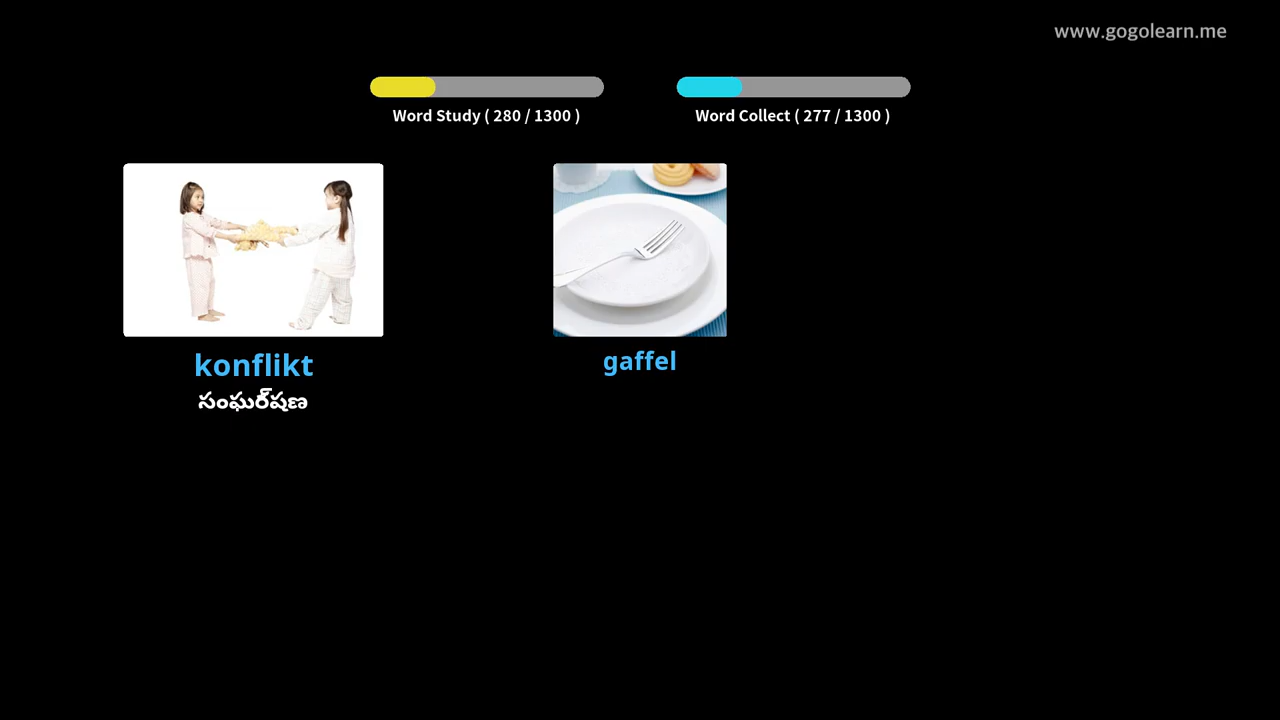 www.gogolearn.me
Word Study ( 280 / 1300 )
Word Collect ( 277 / 1300 )
konflikt
సంఘర్షణ
gaffel